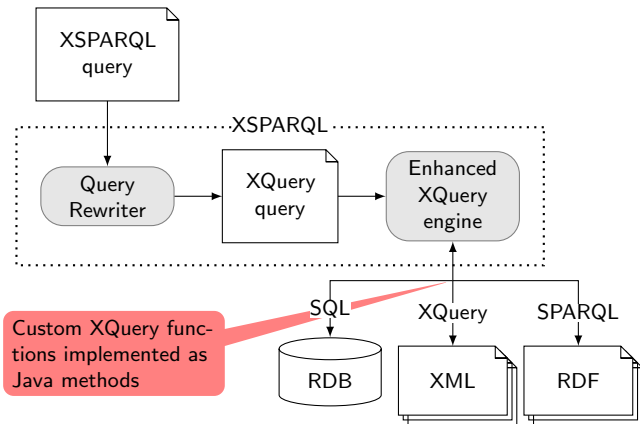 XSPARQL
query
XSPARQL
Query
Rewriter
XQuery
query
Enhanced
XQuery
engine
SQL
XQuery
SPARQL
Custom XQuery func-
tions implemented as
Java methods
RDB
XML
RDF